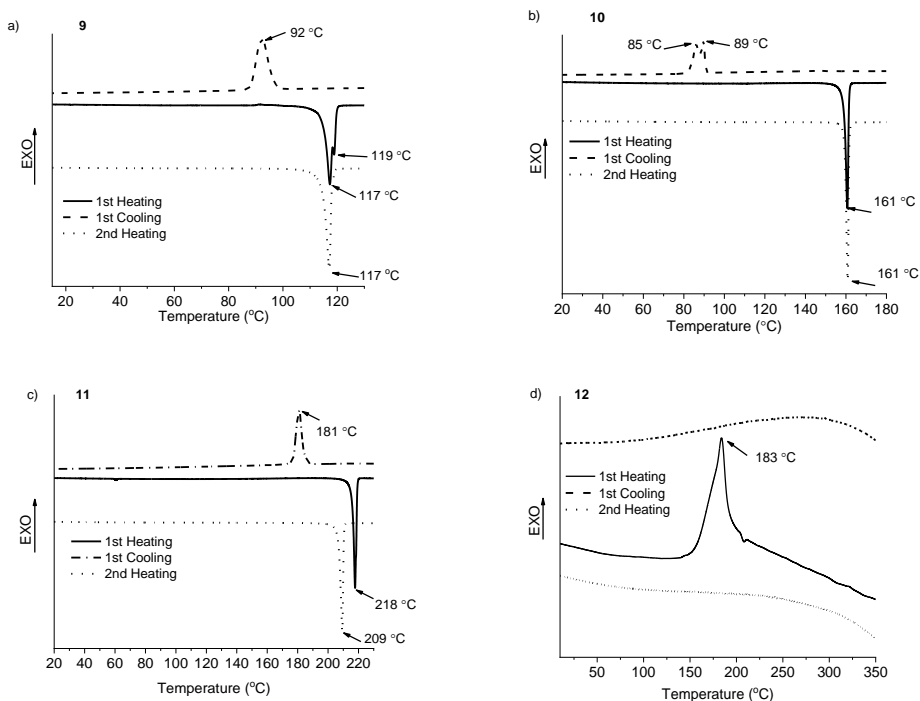 a) 9
92 °C
EXO
119 °C
117 °C
117 °C
1st Heating
1st Cooling
2nd Heating
20 40 60 80 100 120
Temperature (°C)
b) 10
85 °C 89 °C
EXO
1st Heating
1st Cooling
2nd Heating
161 °C
161 °C
20 40 60 80 100 120 140 160 180
Temperature (°C)
c) 11
181 °C
EXO
1st Heating
1st Cooling
2nd Heating
218 °C
209 °C
20 40 60 80 100 120 140 160 180 200 220
Temperature (°C)
d) 12
183 °C
EXO
1st Heating
1st Cooling
2nd Heating
50 100 150 200 250 300 350
Temperature (°C)